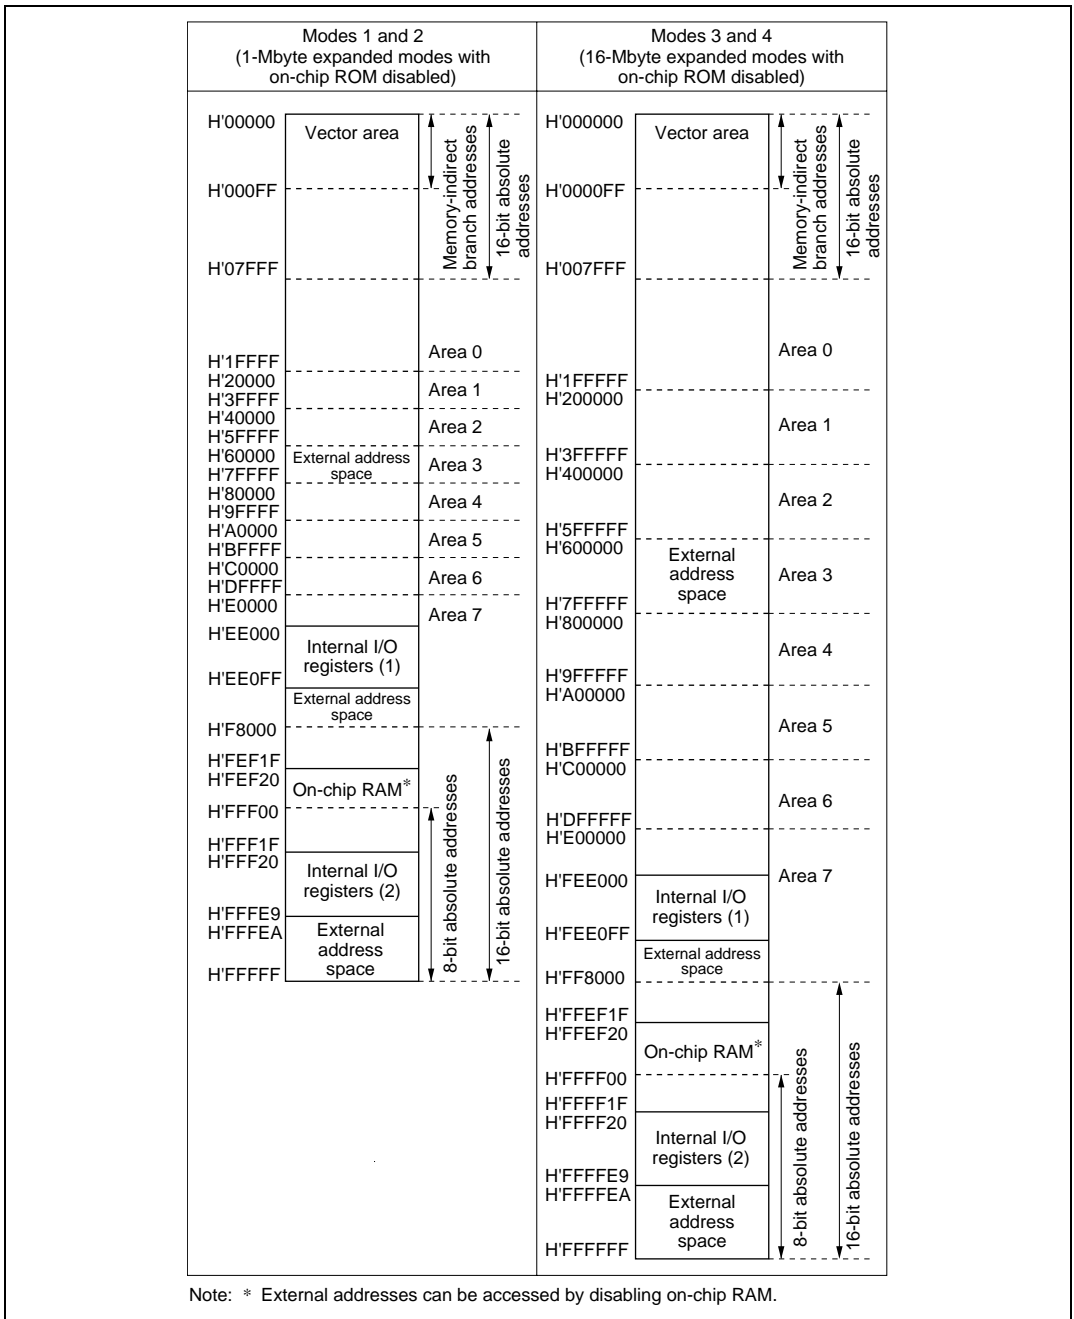 Modes 1 and 2
(1-Mbyte expanded modes with
on-chip ROM disabled)
H'00000
Vector area
H'000FF
H'07FFF
Memory-indirect
branch addresses
16-bit absolute
addresses
H'1FFFF
Area 0
H'20000
H'3FFFF
Area 1
H'40000
H'5FFFF
Area 2
H'60000
H'7FFFF
External address
space
Area 3
H'80000
H'9FFFF
Area 4
H'A0000
H'BFFFF
Area 5
H'C0000
H'DFFFF
Area 6
H'E0000
Area 7
H'EE000
Internal I/O
registers (1)
H'EE0FF
External address
space
H'F8000
H'FEF1F
H'FEF20
On-chip RAM*
H'FFF00
H'FFF1F
H'FFF20
Internal I/O
registers (2)
H'FFFE9
H'FFFEA
External
address
space
H'FFFFF
8-bit absolute addresses
16-bit absolute addresses
Modes 3 and 4
(16-Mbyte expanded modes with
on-chip ROM disabled)
H'000000
Vector area
H'0000FF
H'007FFF
Memory-indirect
branch addresses
16-bit absolute
addresses
Area 0
H'1FFFFF
H'200000
Area 1
H'3FFFFF
H'400000
Area 2
H'5FFFFF
H'600000
External
address
space
Area 3
H'7FFFFF
H'800000
Area 4
H'9FFFFF
H'A00000
Area 5
H'BFFFFF
H'C00000
Area 6
H'DFFFFF
H'E00000
Area 7
H'FEE000
Internal I/O
registers (1)
H'FEE0FF
External address
space
H'FF8000
H'FFEF1F
H'FFEF20
On-chip RAM*
H'FFFF00
H'FFFF1F
H'FFFF20
Internal I/O
registers (2)
H'FFFFE9
H'FFFFEA
External
address
space
H'FFFFFF
8-bit absolute addresses
16-bit absolute addresses
Note: * External addresses can be accessed by disabling on-chip RAM.